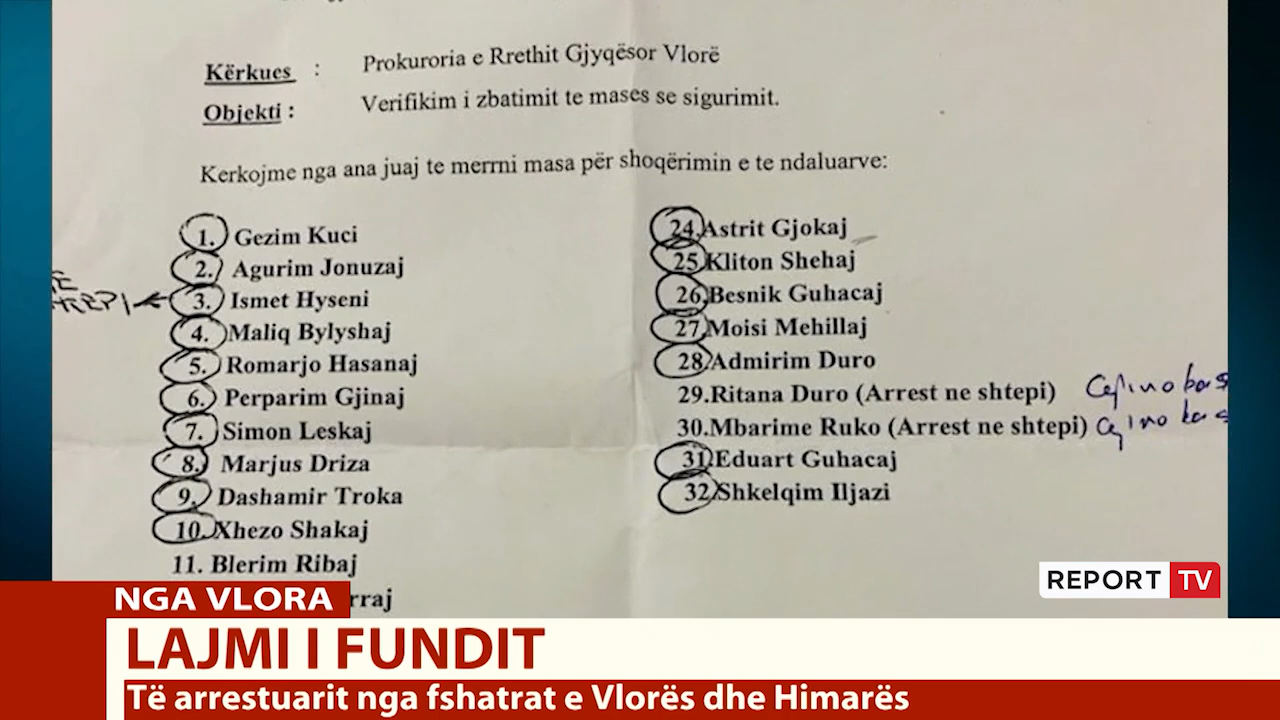 Kërkues : Prokuroria e Rrethit Gjyqësor Vlorë
Objekti : Verifikim i zbatimit te mases se sigurimit.
Kerkojme nga ana juaj te merrni masa për shoqërimin e te ndaluarve:
1. Gezim Kuci
2. Agurim Jonuzaj
3. Ismet Hyseni
4. Maliq Bylyshaj
5. Romarjo Hasanaj
6. Perparim Gjinaj
7. Simon Leskaj
8. Marjus Driza
9. Dashamir Troka
10. Xhezo Shakaj
11. Blerim Ribaj
rraj
24.Astrit Gjokaj
25.Kliton Shehaj
26.Besnik Guhacaj
27.Moisi Mehillaj
28.Admirim Duro
29.Ritana Duro (Arrest ne shtepi)
30.Mbarime Ruko (Arrest ne shtepi)
31.Eduart Guhacaj
32.Shkelqim Iljazi
REPORT TV
NGA VLORA
LAJMI I FUNDIT
Të arrestuarit nga fshatrat e Vlorës dhe Himarës